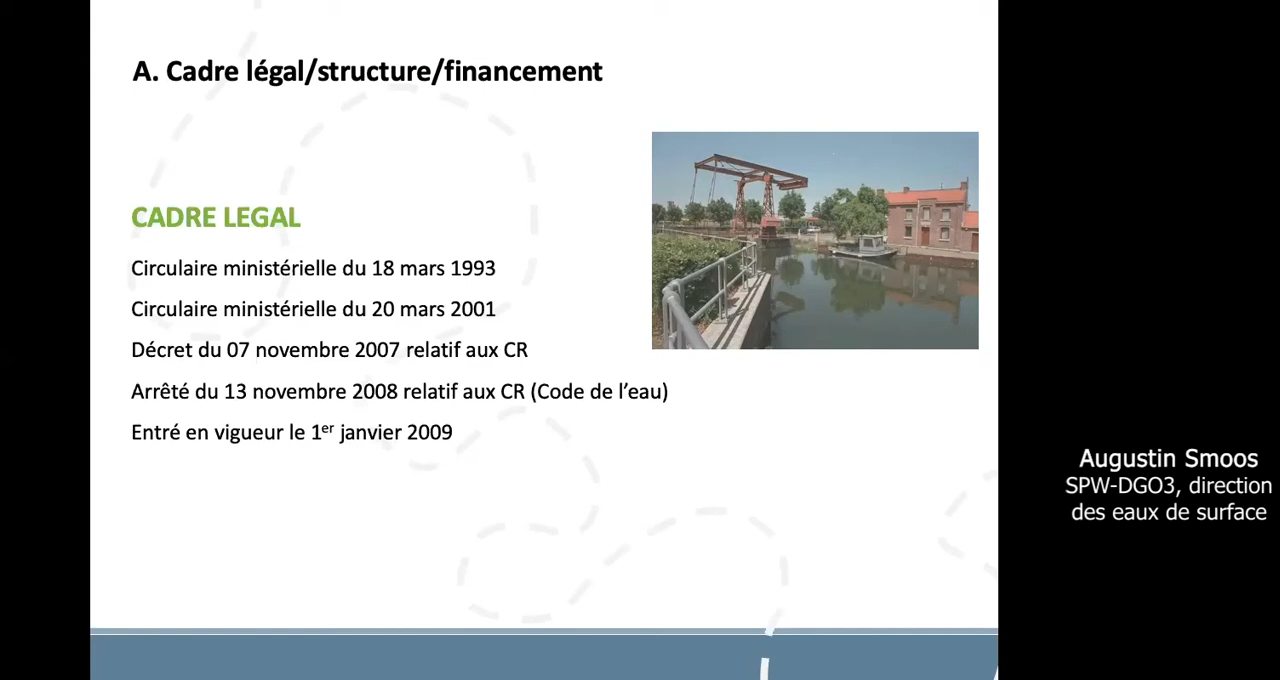 A. Cadre légal/structure/financement
CADRE LEGAL
Circulaire ministérielle du 18 mars 1993
Circulaire ministérielle du 20 mars 2001
Décret du 07 novembre 2007 relatif aux CR
Arrêté du 13 novembre 2008 relatif aux CR (Code de l’eau)
Entré en vigueur le 1er janvier 2009
Augustin Smoos
SPW-DGO3, direction
des eaux de surface